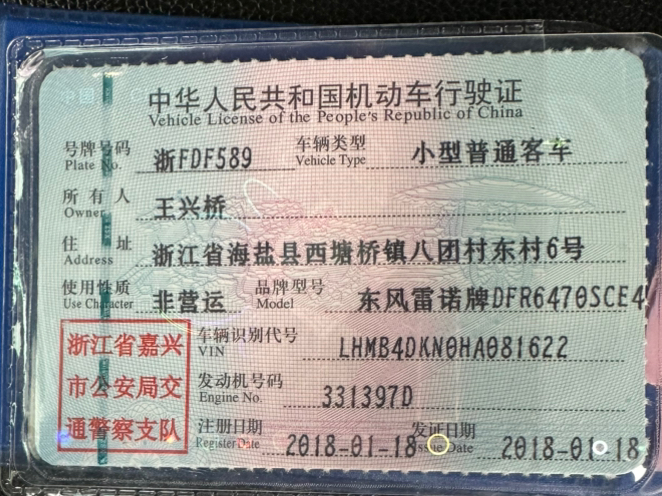 中华人民共和国机动车行驶证
Vehicle License of the People's Republic of China
号牌号码 浙FDF589 车辆类型 小型普通客车
Plate No. Vehicle Type
所有人 王兴桥
Owner
住址 浙江省海盐县西塘桥镇八团村东村6号
Address
使用性质 非营运 品牌型号 东风雷诺牌DFR6470SCE4
Use Character Model
浙江省嘉兴
市公安局交
通警察支队
车辆识别代号 LHMB4DKN0HA081622
VIN
发动机号码 331397D
Engine No.
注册日期 2018-01-18 发证日期 2018-01-18
Register Date Issue Date